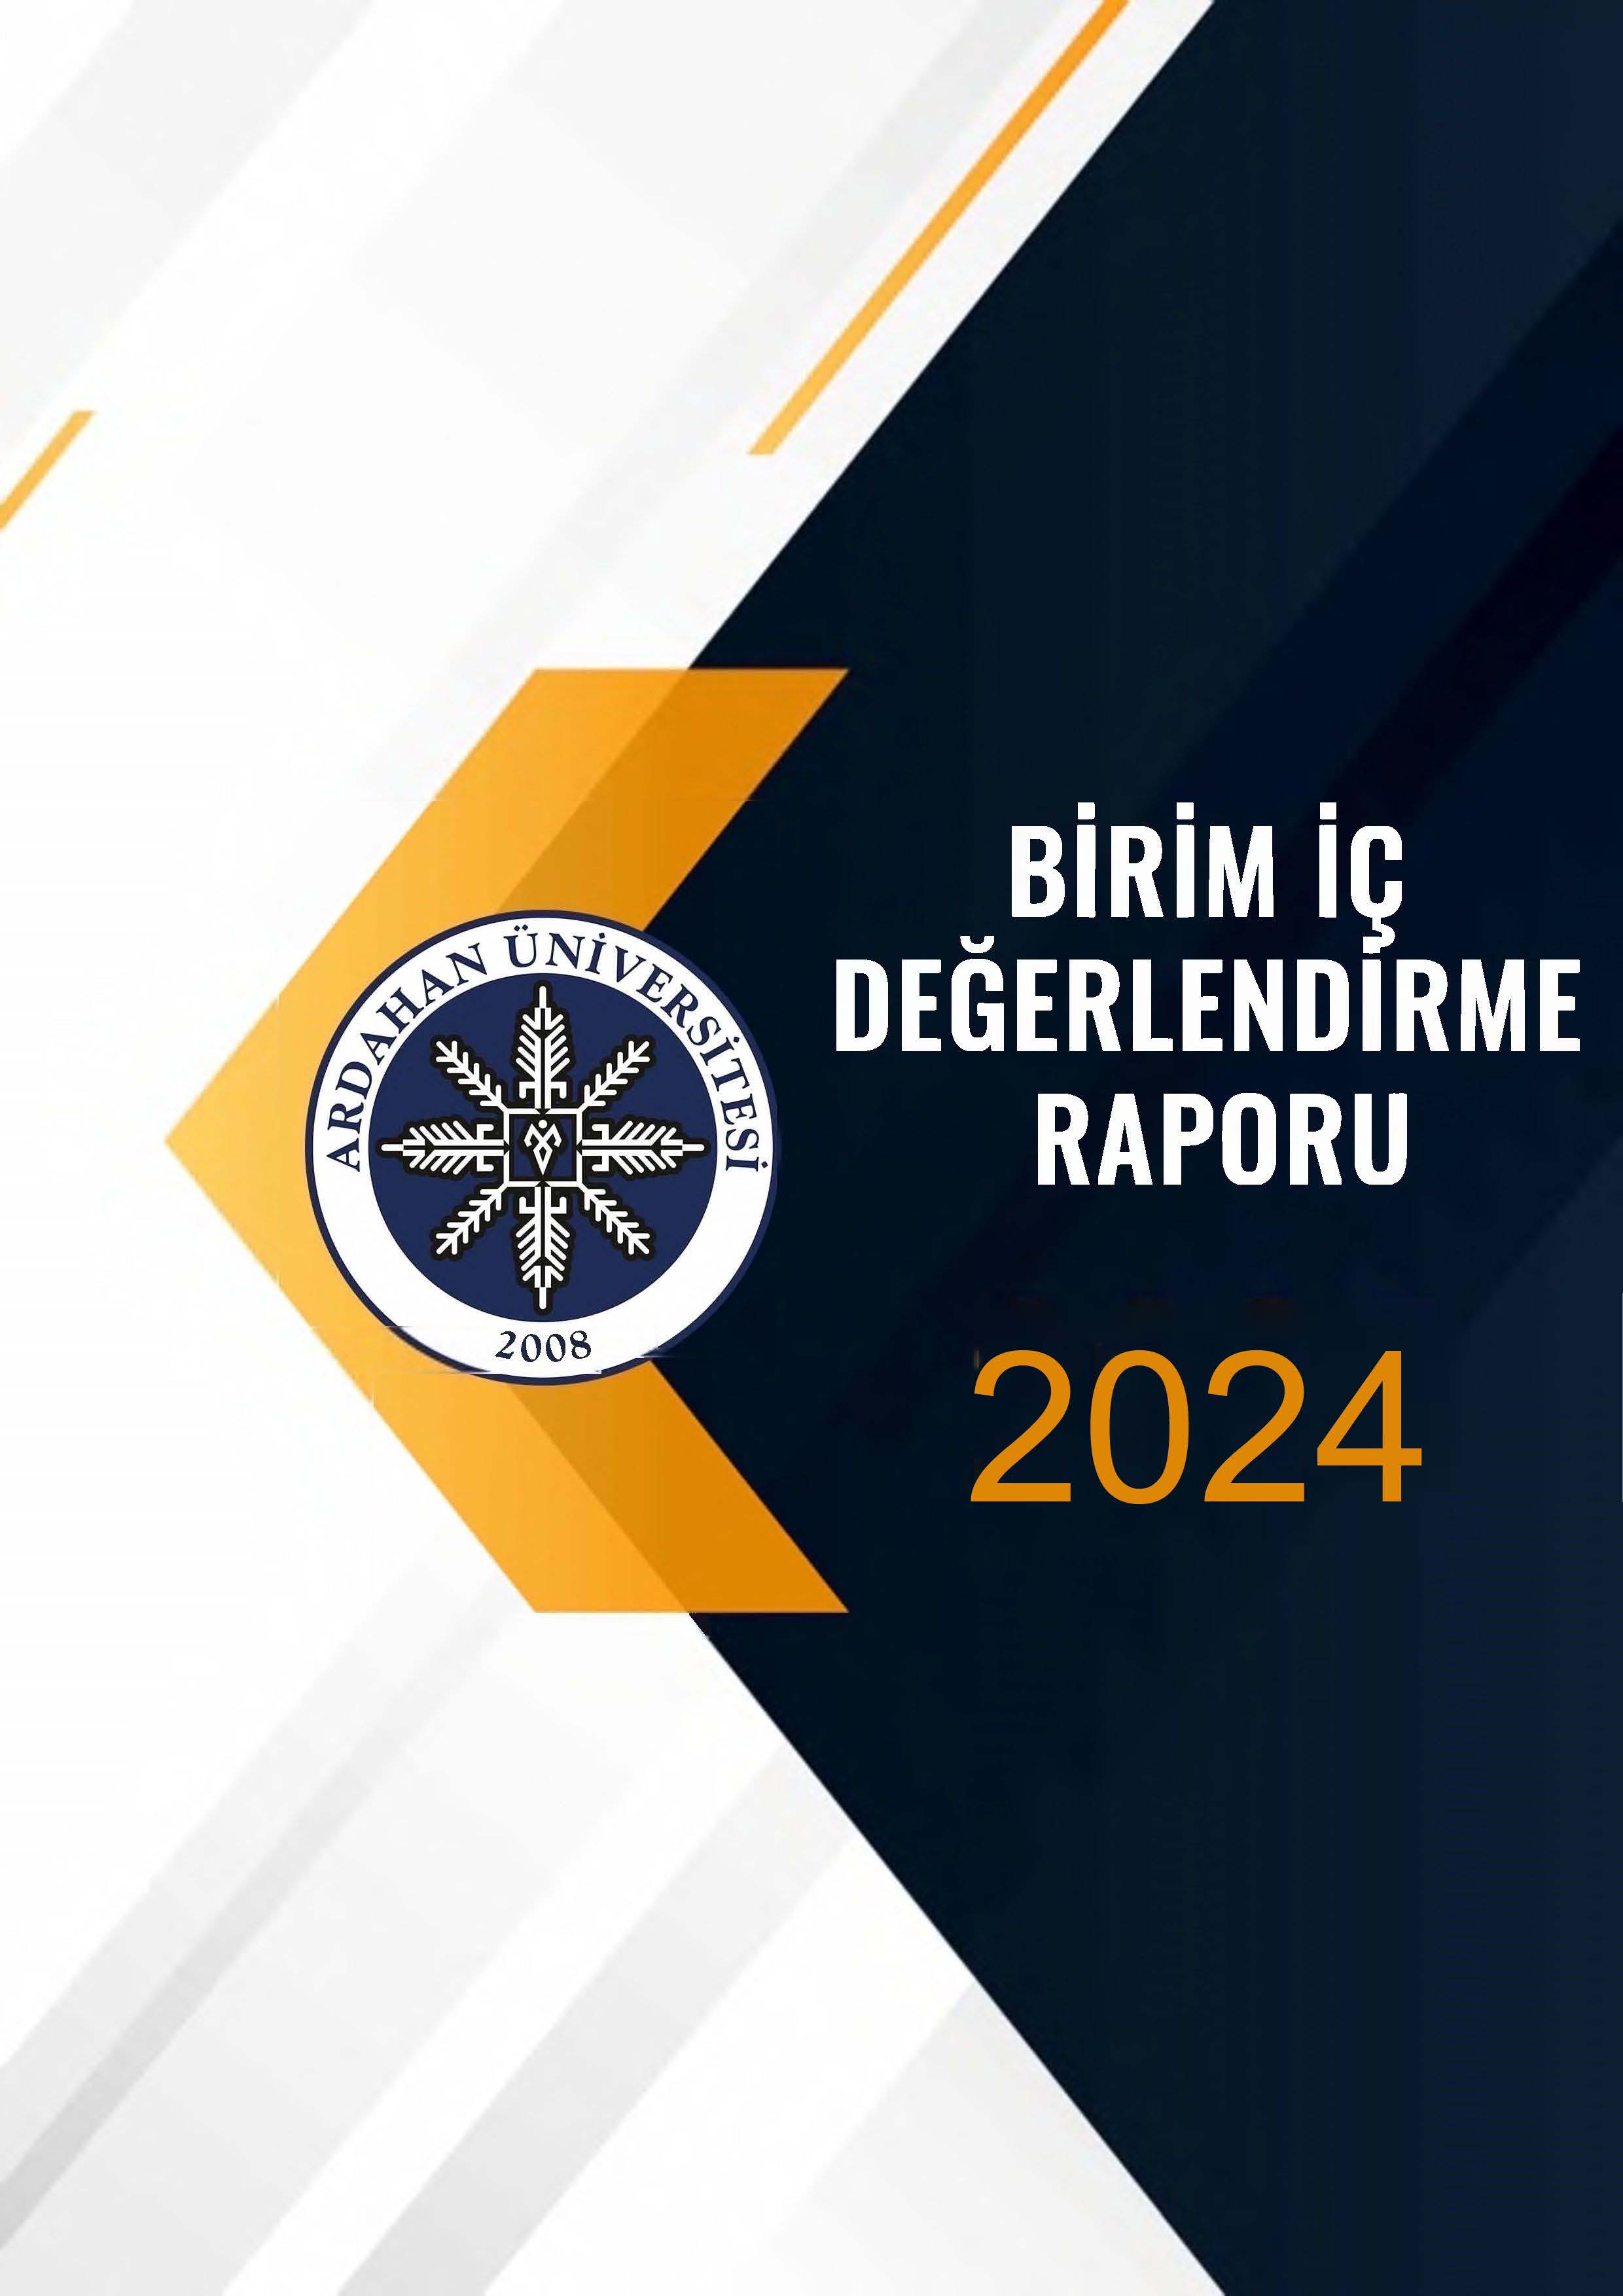 BİRİM İÇ
DEĞERLENDİRME
RAPORU
ARDAHAN ÜNİVERSİTESİ
2008
2024